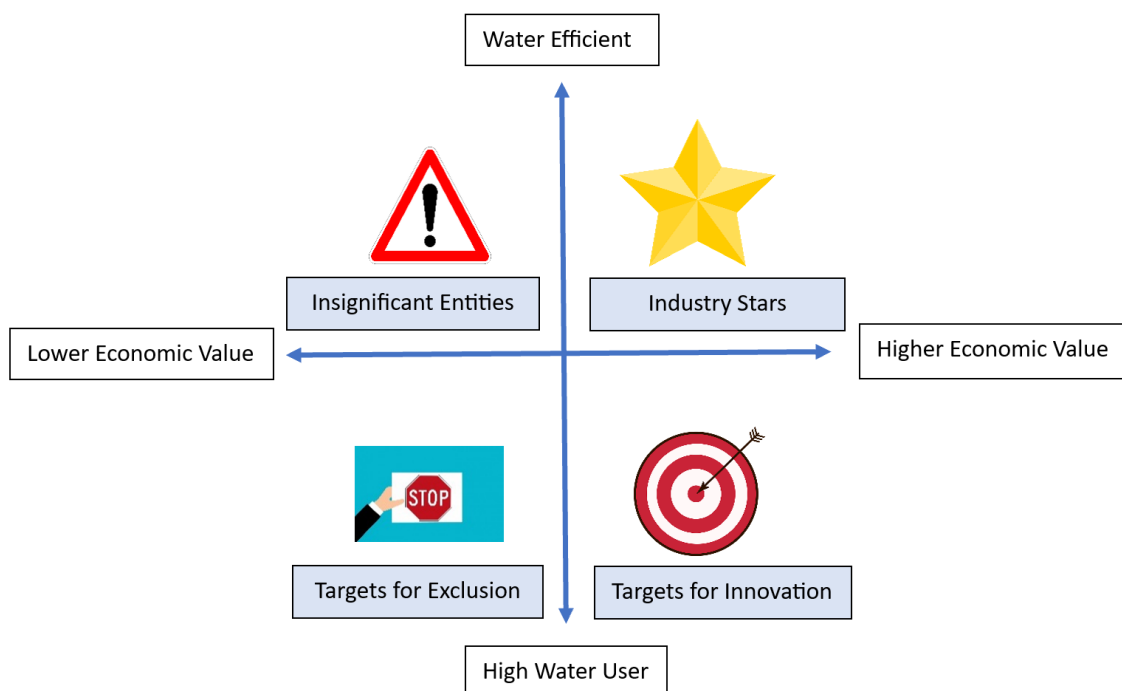 Water Efficient
Insignificant Entities
Industry Stars
Lower Economic Value
Higher Economic Value
STOP
Targets for Exclusion
Targets for Innovation
High Water User